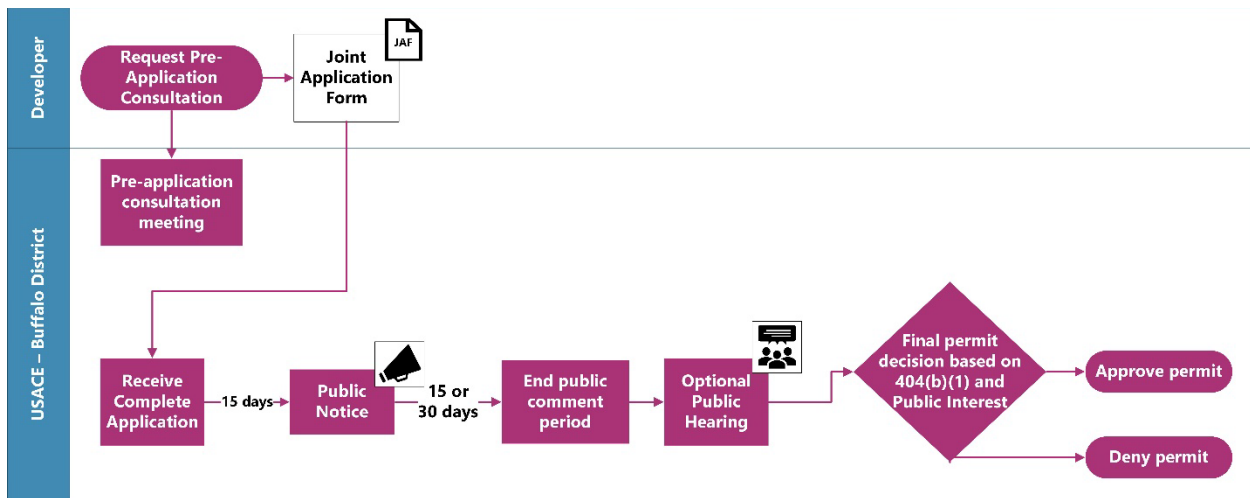 Developer
Request Pre-
Application
Consultation
Joint
Application
Form
JAF
USACE – Buffalo District
Pre-application
consultation
meeting
Receive
Complete
Application
15 days
Public
Notice
15 or
30 days
End public
comment
period
Optional
Public
Hearing
Final permit
decision based on
404(b)(1) and
Public Interest
Approve permit
Deny permit